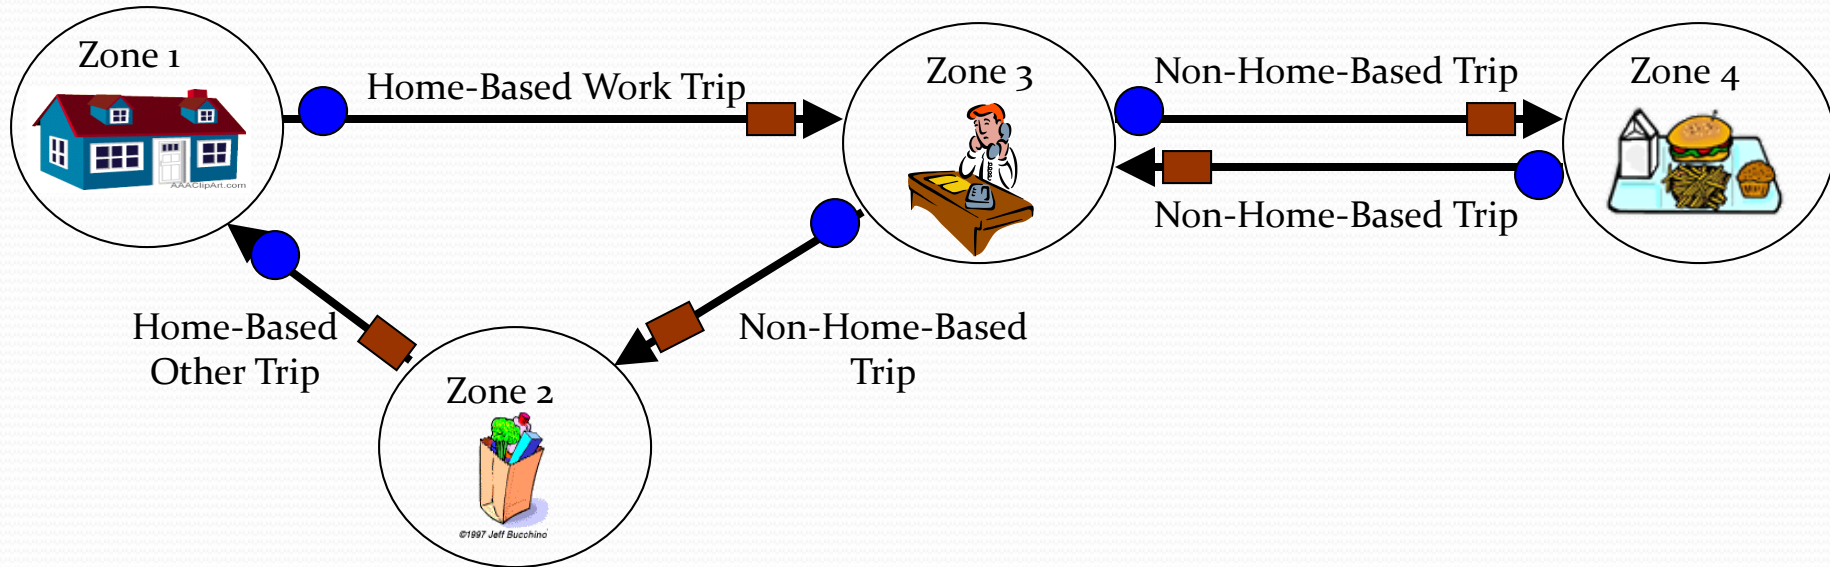 Zone 1
AAAClipArt.com
Home-Based Work Trip
Zone 3
Non-Home-Based Trip
Zone 4
Non-Home-Based Trip
Home-Based
Other Trip
Non-Home-Based
Trip
Zone 2
©1997 Jeff Bucchino